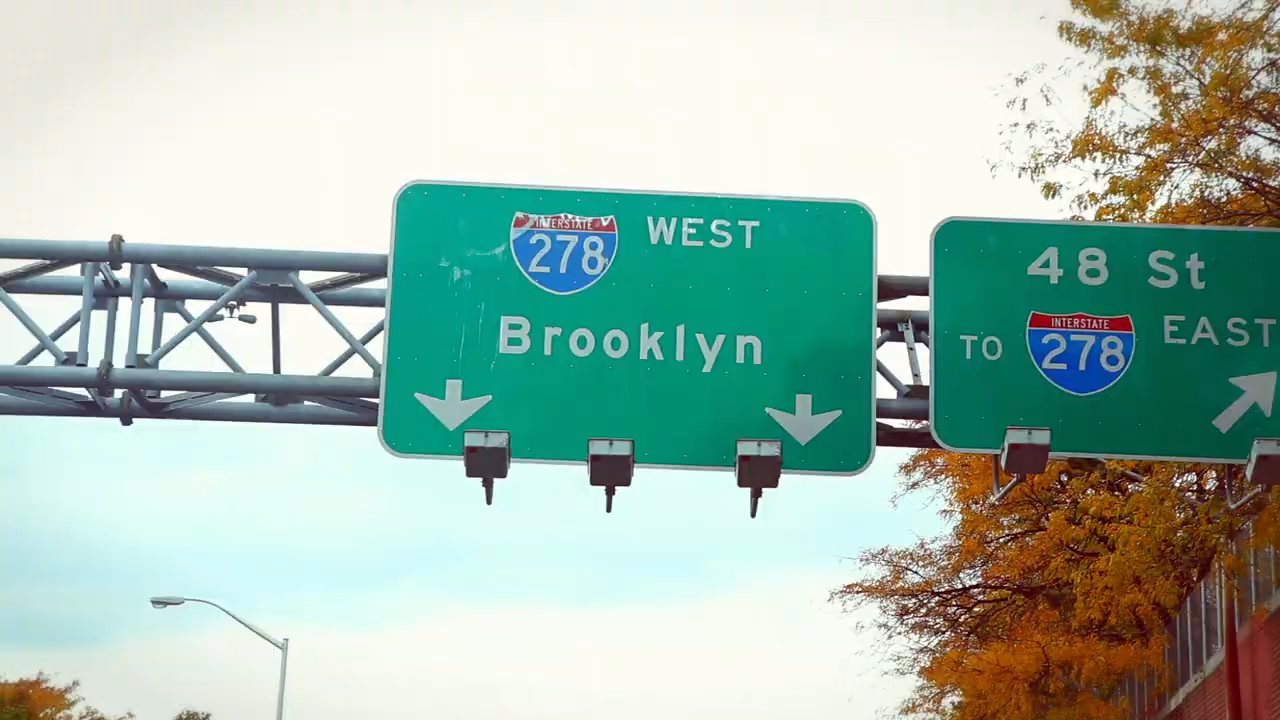 INTERSTATE
278
WEST
Brooklyn
48 St
TO
INTERSTATE
278
EAST